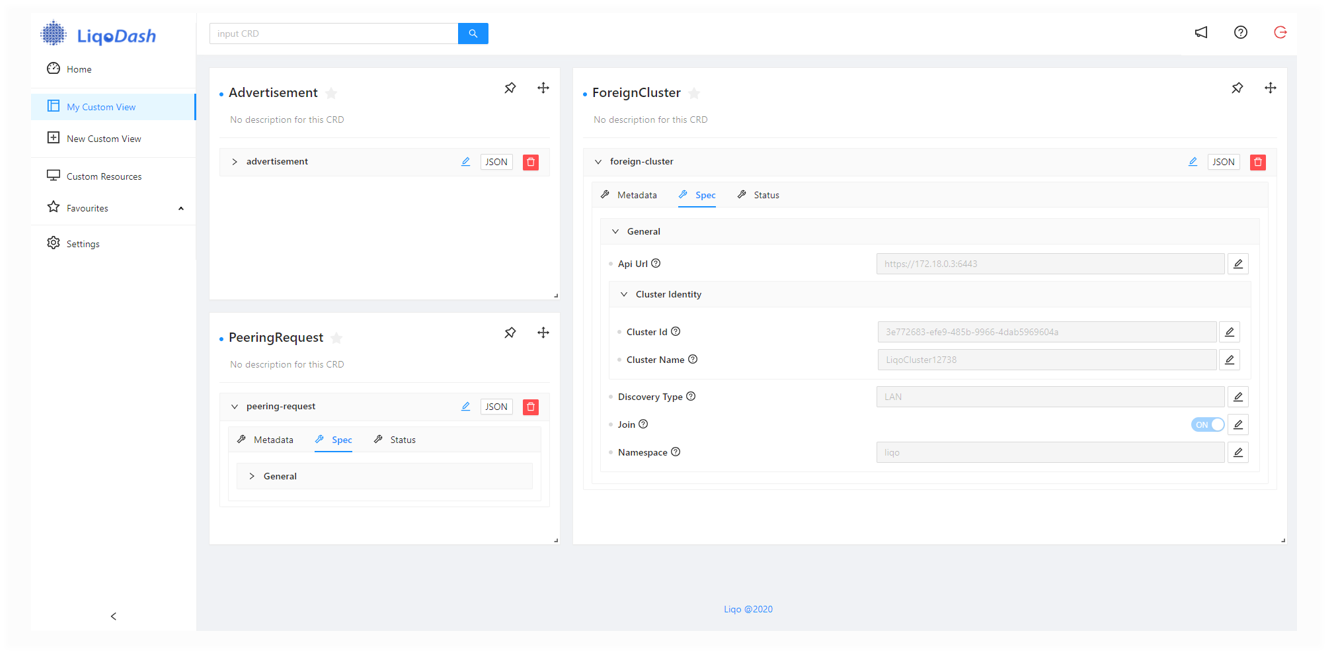 LiqoDash
input CRD
Home
My Custom View
New Custom View
Custom Resources
Favourites
Settings
Advertisement
No description for this CRD
advertisement
JSON
PeeringRequest
No description for this CRD
peering-request
JSON
Metadata Spec Status
General
ForeignCluster
No description for this CRD
foreign-cluster
JSON
Metadata Spec Status
General
Api Url
https://172.18.0.3:6443
Cluster Identity
Cluster Id
3e772683-efe9-485b-9966-4dab5969604a
Cluster Name
LiqoCluster12738
Discovery Type
LAN
Join
ON
Namespace
liqo
Liqo @2020